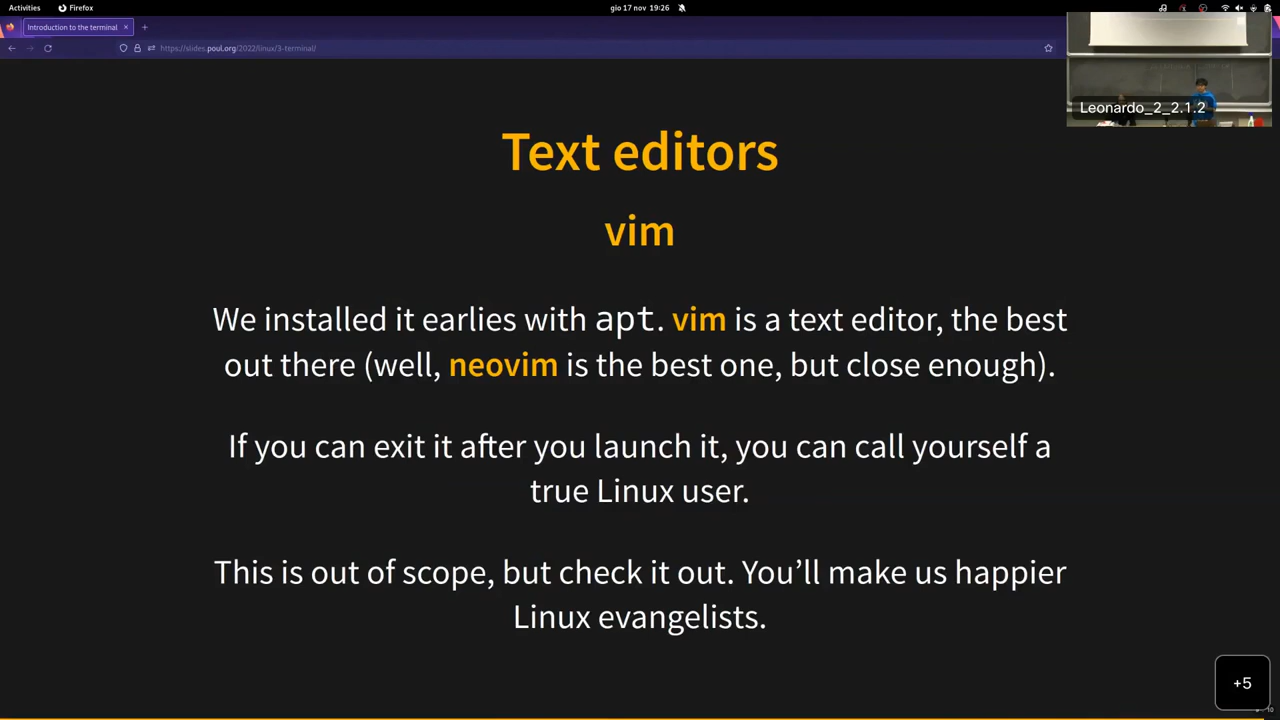 Activities
Firefox
gio 17 nov 19:26
Introduction to the terminal
https://slides.poul.org/2022/linux/3-terminal/
Leonardo_2_2.1.2
Text editors
vim
We installed it earlies with apt. vim is a text editor, the best
out there (well, neovim is the best one, but close enough).
If you can exit it after you launch it, you can call yourself a
true Linux user.
This is out of scope, but check it out. You’ll make us happier
Linux evangelists.
+5